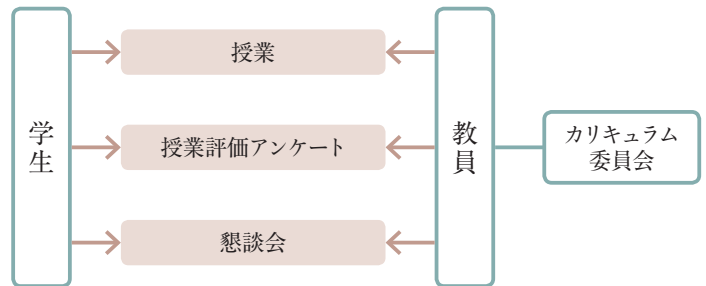 学生
授業
授業評価アンケート
懇談会
教員
カリキュラム
委員会